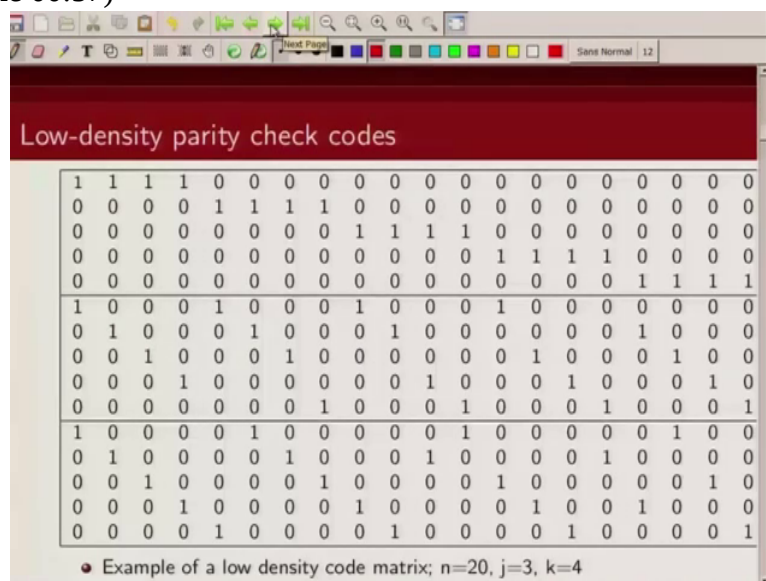 T
Next Page
Sans Normal 12
Low-density parity check codes
1 1 1 1 0 0 0 0 0 0 0 0 0 0 0 0 0 0 0 0
0 0 0 0 1 1 1 1 0 0 0 0 0 0 0 0 0 0 0 0
0 0 0 0 0 0 0 0 1 1 1 1 0 0 0 0 0 0 0 0
0 0 0 0 0 0 0 0 0 0 0 0 1 1 1 1 0 0 0 0
0 0 0 0 0 0 0 0 0 0 0 0 0 0 0 0 1 1 1 1
1 0 0 0 1 0 0 0 1 0 0 0 1 0 0 0 0 0 0 0
0 1 0 0 0 1 0 0 0 1 0 0 0 0 0 0 1 0 0 0
0 0 1 0 0 0 1 0 0 0 0 0 0 1 0 0 0 1 0 0
0 0 0 1 0 0 0 0 0 0 1 0 0 0 1 0 0 0 1 0
0 0 0 0 0 0 0 1 0 0 0 1 0 0 0 1 0 0 0 1
1 0 0 0 0 1 0 0 0 0 0 1 0 0 0 0 0 1 0 0
0 1 0 0 0 0 1 0 0 0 1 0 0 0 0 1 0 0 0 0
0 0 1 0 0 0 0 1 0 0 0 0 1 0 0 0 0 0 1 0
0 0 0 1 0 0 0 0 1 0 0 0 0 1 0 0 1 0 0 0
0 0 0 0 1 0 0 0 0 1 0 0 0 0 1 0 0 0 0 1
• Example of a low density code matrix; n=20, j=3, k=4